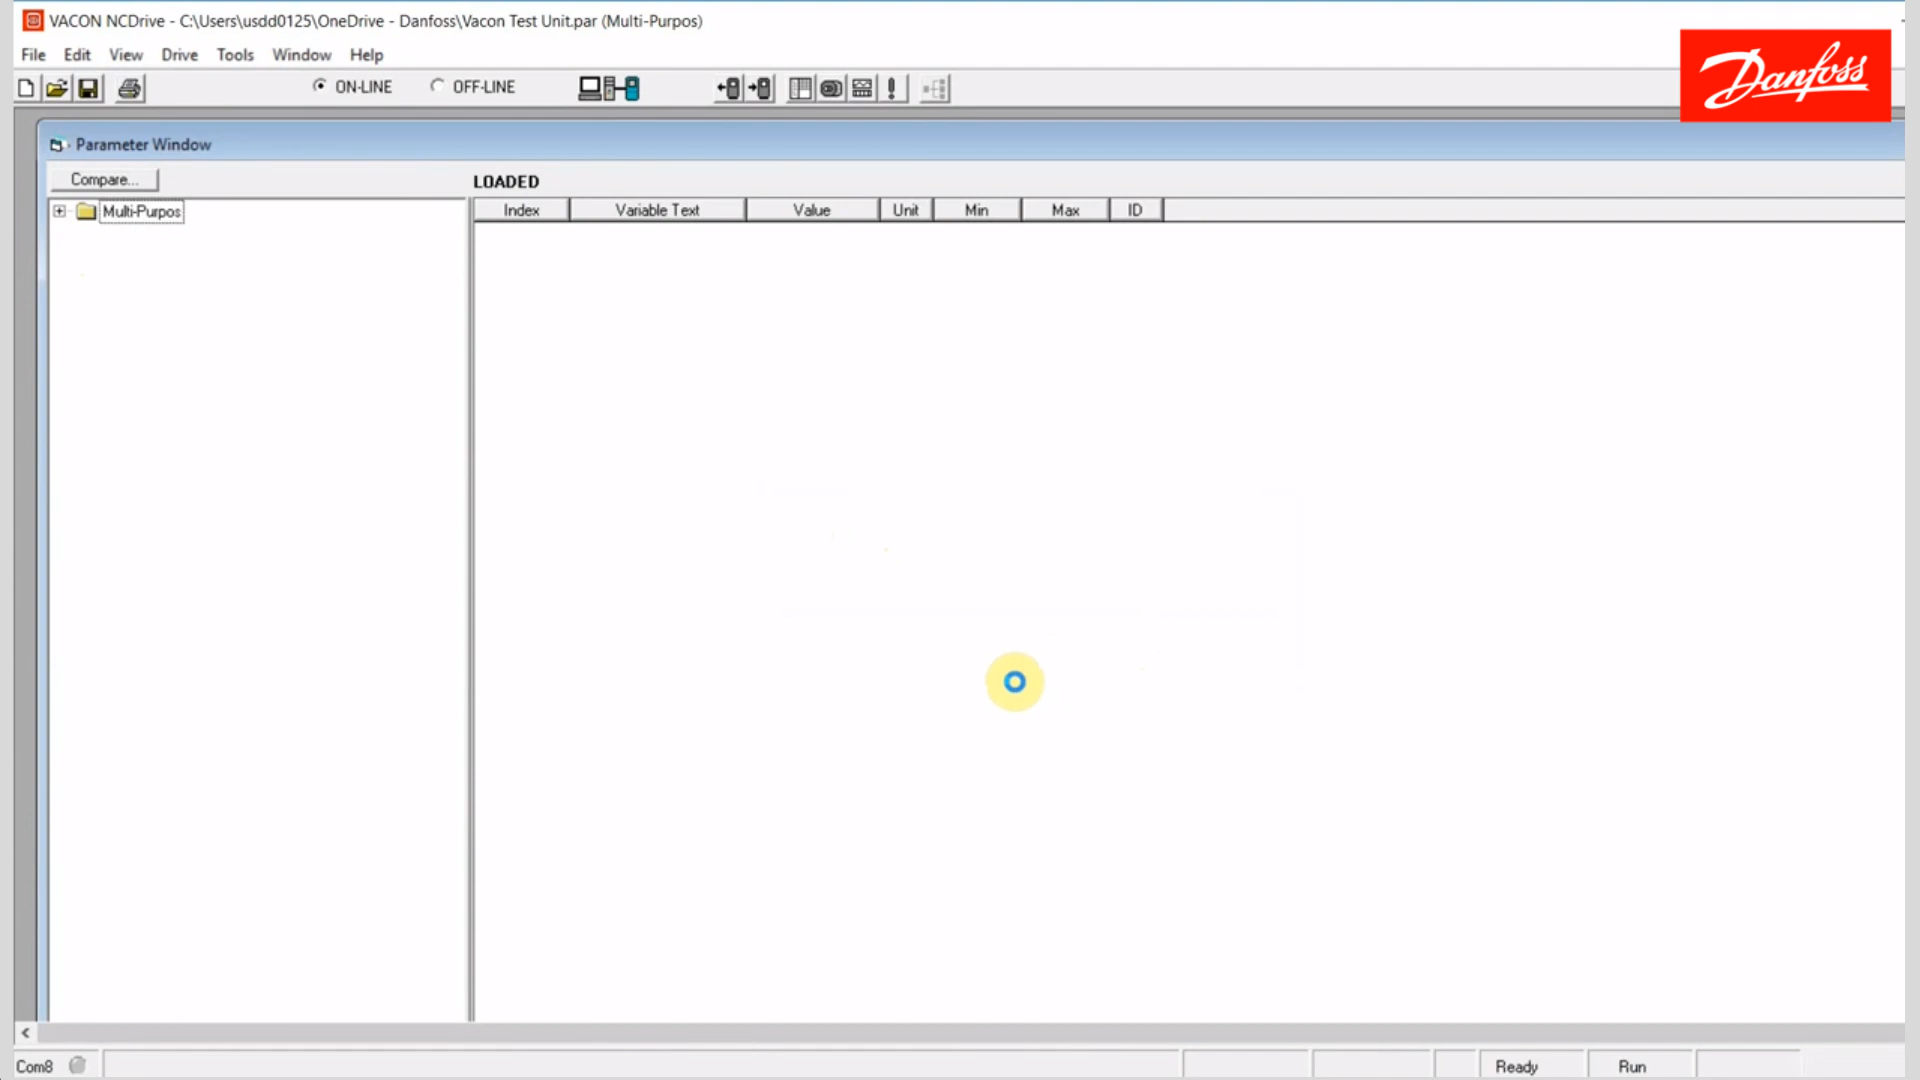 VACON NCDrive - C:\Users\usdd0125\OneDrive - Danfoss\Vacon Test Unit.par (Multi-Purpos)
File Edit View Drive Tools Window Help
Danfoss
ON-LINE OFF-LINE
Parameter Window
Compare...
LOADED
Multi-Purpos
Index Variable Text Value Unit Min Max ID
Com8 Ready Run